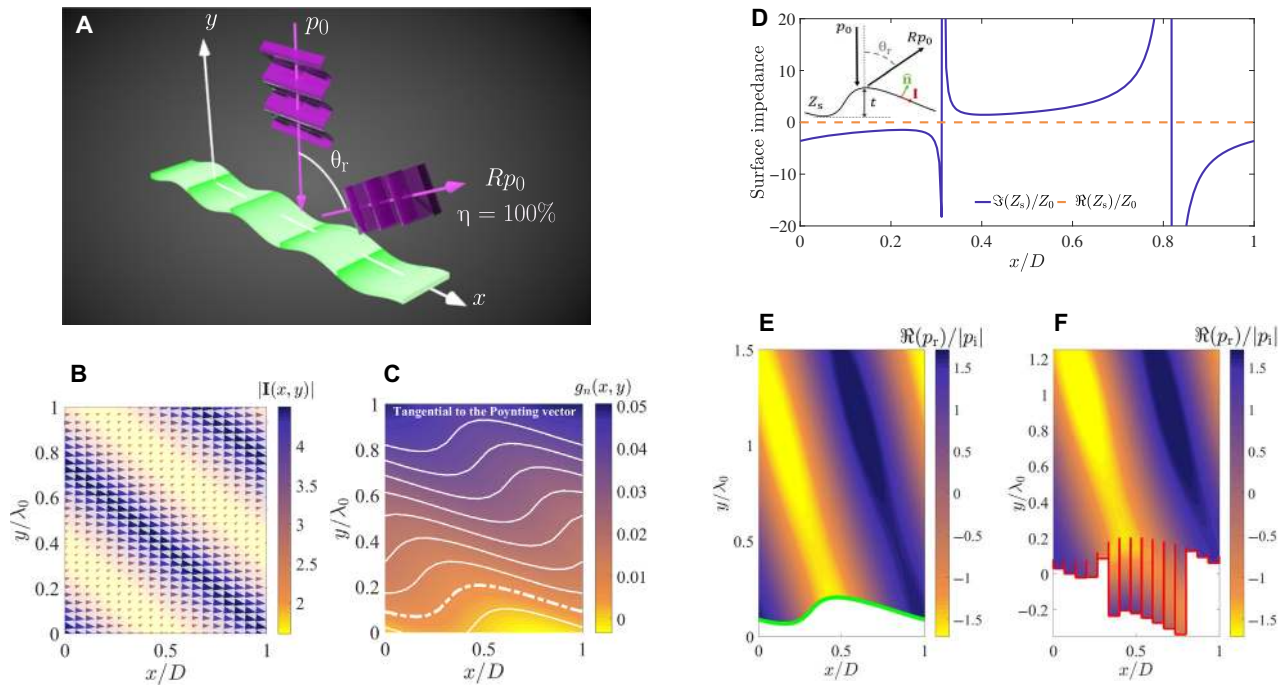 A
y
p₀
θᵣ
Rp₀
η = 100%
x
B
|I(x, y)|
1
0.8
0.6
0.4
0.2
0
y/λ₀
0
0.5
1
x/D
4
3
2
C
gₙ(x, y)
Tangential to the Poynting vector
1
0.8
0.6
0.4
0.2
0
y/λ₀
0
0.5
1
x/D
0.05
0.04
0.03
0.02
0.01
0
D
20
10
0
−10
−20
Surface impedance
p₀
θᵣ
Rp₀
n̂
I
Zₛ
t
ℑ(Zₛ)/Z₀
ℜ(Zₛ)/Z₀
0
0.2
0.4
0.6
0.8
1
x/D
E
ℜ(pᵣ)/|pᵢ|
1.5
1
0.5
0
y/λ₀
0
0.5
1
x/D
1.5
1
0.5
0
−0.5
−1
−1.5
F
ℜ(pᵣ)/|pᵢ|
1.2
1
0.8
0.6
0.4
0.2
0
−0.2
y/λ₀
0
0.5
1
x/D
1.5
1
0.5
0
−0.5
−1
−1.5